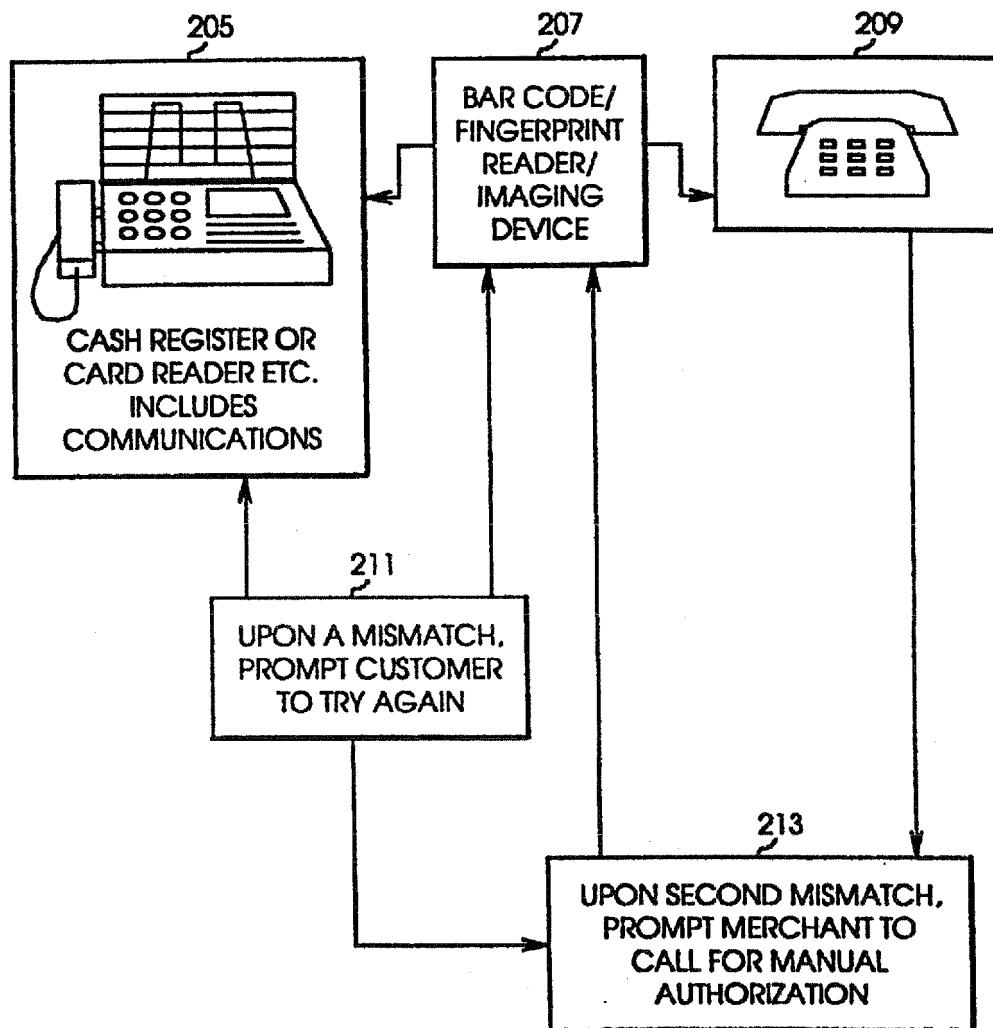 205
207
209
BAR CODE/
FINGERPRINT
READER/
IMAGING
DEVICE
CASH REGISTER OR
CARD READER ETC.
INCLUDES
COMMUNICATIONS
211
UPON A MISMATCH,
PROMPT CUSTOMER
TO TRY AGAIN
213
UPON SECOND MISMATCH,
PROMPT MERCHANT TO
CALL FOR MANUAL
AUTHORIZATION